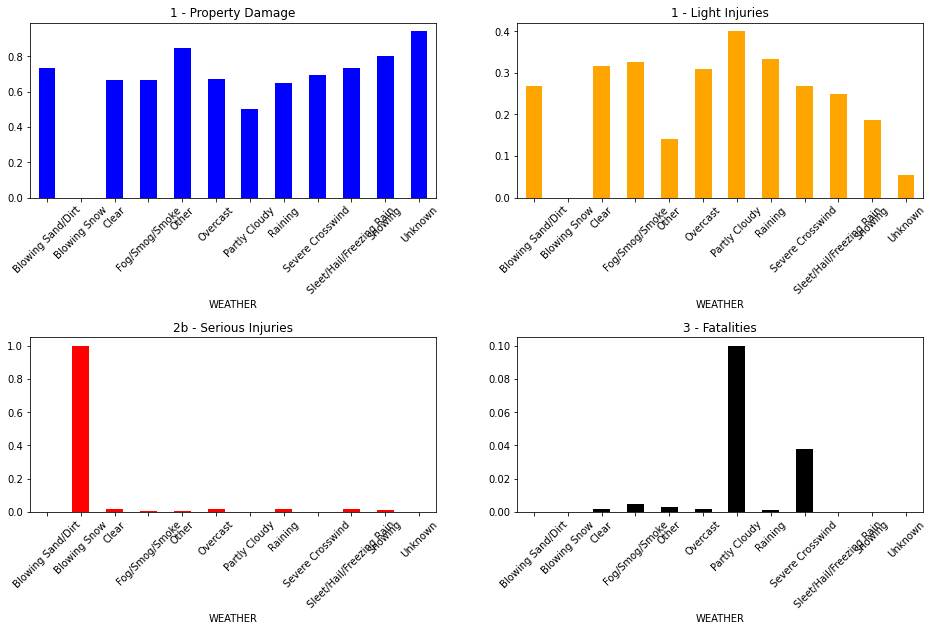 1 - Property Damage
0.8
0.6
0.4
0.2
0.0
Blowing Sand/Dirt
Blowing Snow
Clear
Fog/Smog/Smoke
Other
Overcast
Partly Cloudy
Raining
Severe Crosswind
Sleet/Hail/Freezing Rain
Snowing
Unknown
WEATHER
1 - Light Injuries
0.4
0.3
0.2
0.1
0.0
Blowing Sand/Dirt
Blowing Snow
Clear
Fog/Smog/Smoke
Other
Overcast
Partly Cloudy
Raining
Severe Crosswind
Sleet/Hail/Freezing Rain
Snowing
Unknown
WEATHER
2b - Serious Injuries
1.0
0.8
0.6
0.4
0.2
0.0
Blowing Sand/Dirt
Blowing Snow
Clear
Fog/Smog/Smoke
Other
Overcast
Partly Cloudy
Raining
Severe Crosswind
Sleet/Hail/Freezing Rain
Snowing
Unknown
WEATHER
3 - Fatalities
0.10
0.08
0.06
0.04
0.02
0.00
Blowing Sand/Dirt
Blowing Snow
Clear
Fog/Smog/Smoke
Other
Overcast
Partly Cloudy
Raining
Severe Crosswind
Sleet/Hail/Freezing Rain
Snowing
Unknown
WEATHER